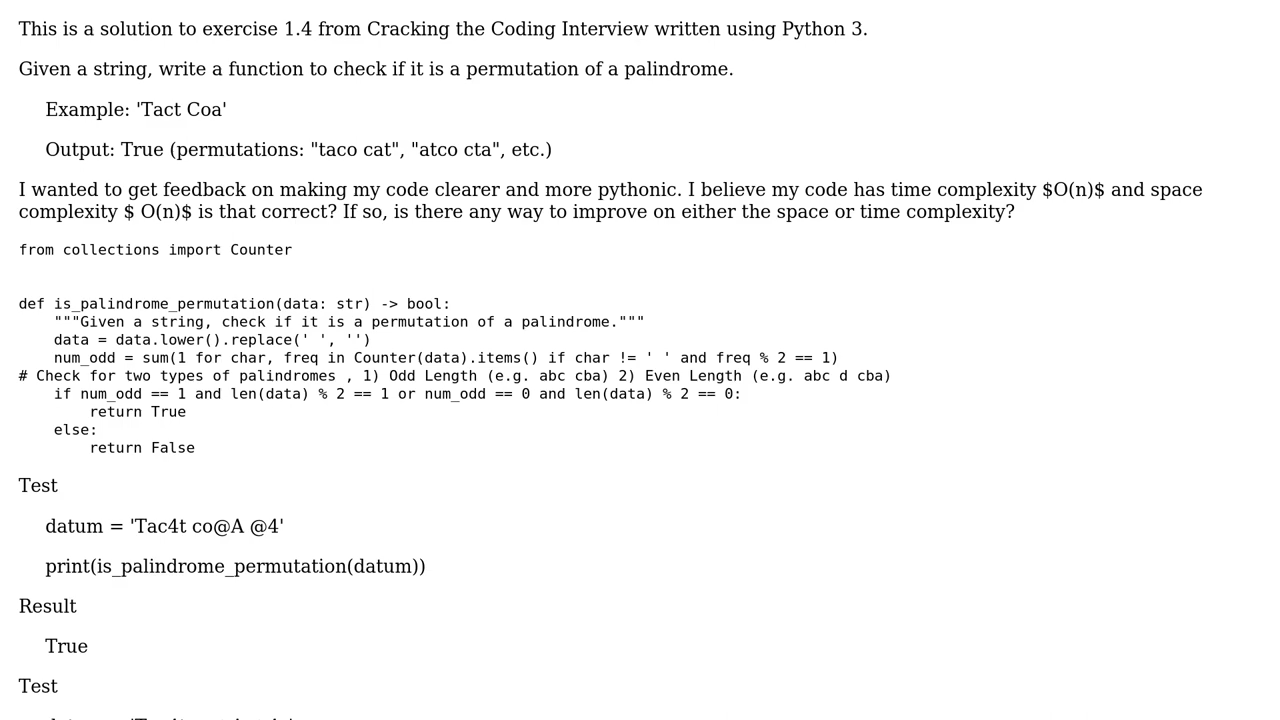 This is a solution to exercise 1.4 from Cracking the Coding Interview written using Python 3.
Given a string, write a function to check if it is a permutation of a palindrome.
Example: 'Tact Coa'
Output: True (permutations: "taco cat", "atco cta", etc.)
I wanted to get feedback on making my code clearer and more pythonic. I believe my code has time complexity $O(n)$ and space
complexity $ O(n)$ is that correct? If so, is there any way to improve on either the space or time complexity?
from collections import Counter
def is_palindrome_permutation(data: str) -> bool:
    """Given a string, check if it is a permutation of a palindrome."""
    data = data.lower().replace(' ', '')
    num_odd = sum(1 for char, freq in Counter(data).items() if char != ' ' and freq % 2 == 1)
# Check for two types of palindromes , 1) Odd Length (e.g. abc cba) 2) Even Length (e.g. abc d cba)
    if num_odd == 1 and len(data) % 2 == 1 or num_odd == 0 and len(data) % 2 == 0:
        return True
    else:
        return False
Test
datum = 'Tac4t co@A @4'
print(is_palindrome_permutation(datum))
Result
True
Test